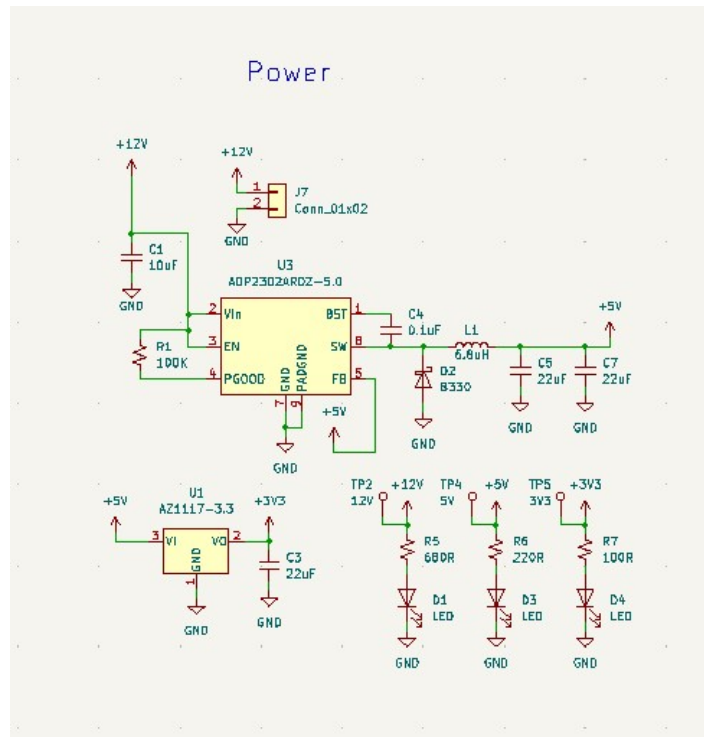 Power
+12V
+12V
1
2
J7
Conn_01x02
GND
C1
10uF
GND
U3
ADP2302ARDZ-5.0
2
VIn
BST
1
C4
0.1uF
L1
6.8uH
+5V
3
EN
SW
8
R1
100K
4
PGOOD
FB
5
D2
B330
C5
22uF
C7
22uF
GND
PADGND
7
9
+5V
GND
GND
GND
GND
U1
AZ1117-3.3
+5V
+3V3
3
VI
VO
2
GND
1
C3
22uF
GND
GND
TP2
12V
+12V
TP4
5V
+5V
TP5
3V3
+3V3
R5
680R
R6
220R
R7
100R
D1
LED
D3
LED
D4
LED
GND
GND
GND